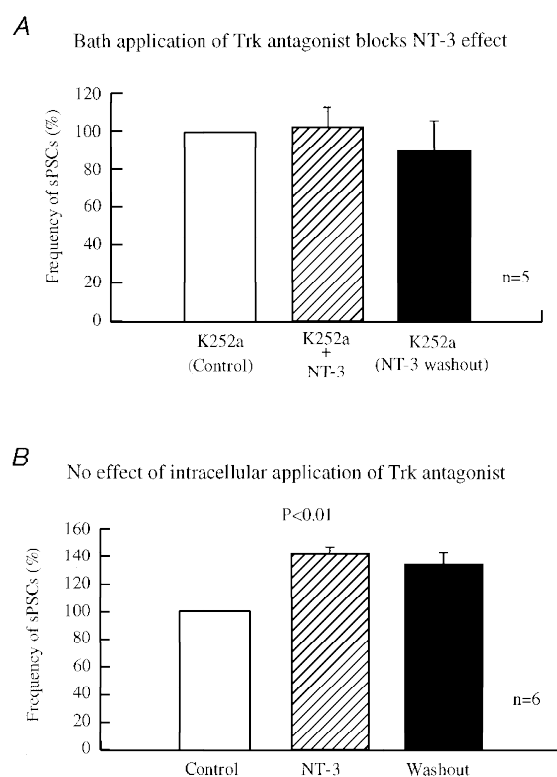 A
Bath application of Trk antagonist blocks NT-3 effect
Frequency of sPSCs (%)
120
100
80
60
40
20
0
n=5
K252a
(Control)
K252a
+
NT-3
K252a
(NT-3 washout)
B
No effect of intracellular application of Trk antagonist
P<0.01
Frequency of sPSCs (%)
160
140
120
100
80
60
40
20
0
n=6
Control
NT-3
Washout